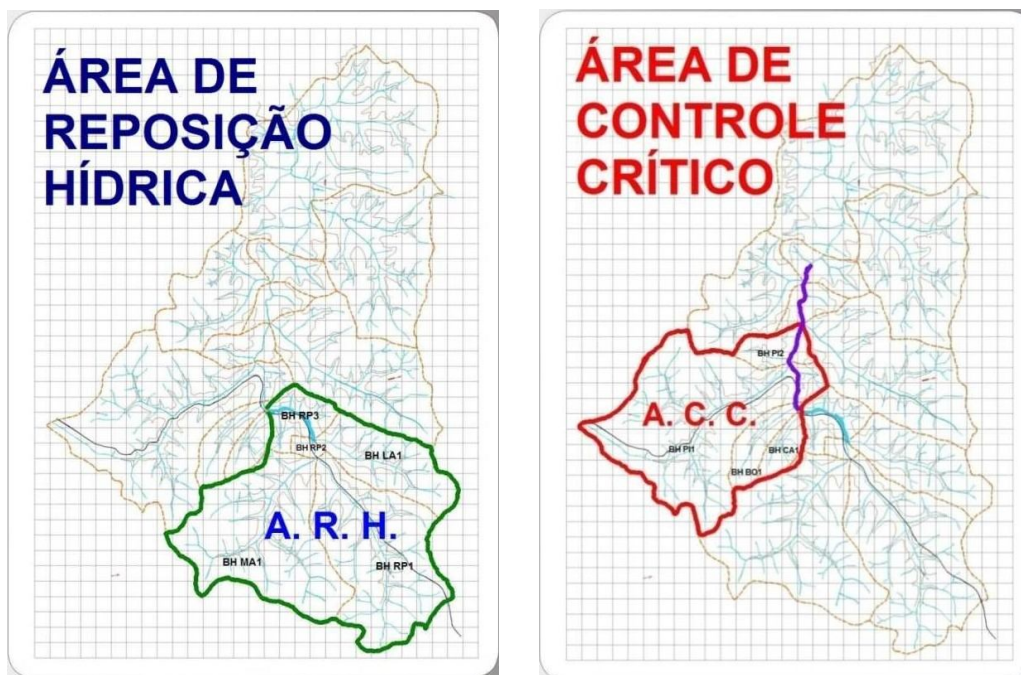 ÁREA DE
REPOSIÇÃO
HÍDRICA
BH RP3
BH RP2
BH LA1
A. R. H.
BH MA1
BH RP1
ÁREA DE
CONTROLE
CRÍTICO
BH PI2
A. C. C.
BH PI1
BH CA1
BH BO1